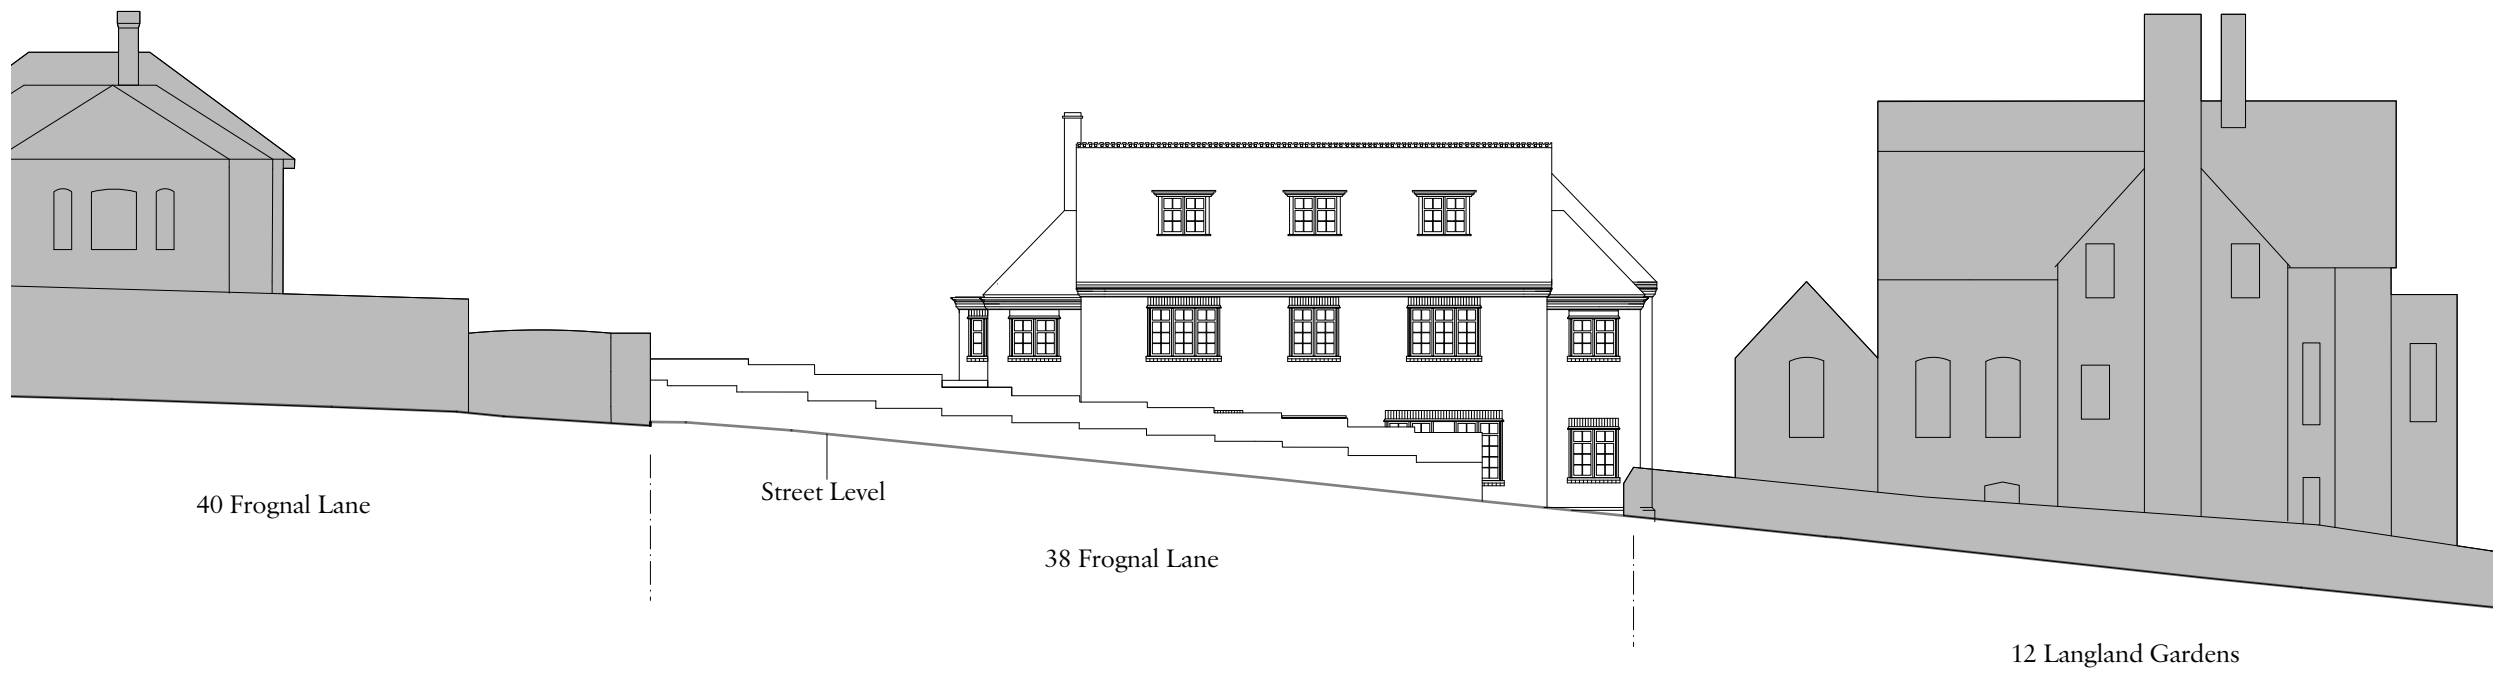 40 Frognal Lane
Street Level
38 Frognal Lane
12 Langland Gardens